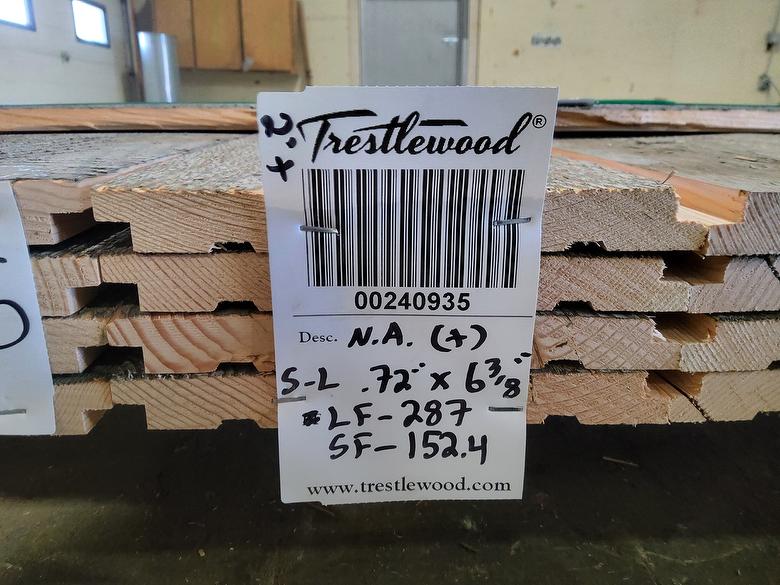 Trestlewood®
00240935
Desc. N.A. (+)
S-L .72" x 6 3/8"
LF-287
SF-152.4
www.trestlewood.com